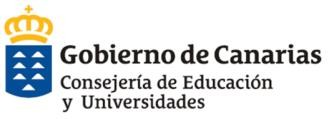 Gobierno de Canarias
Consejería de Educación
y Universidades